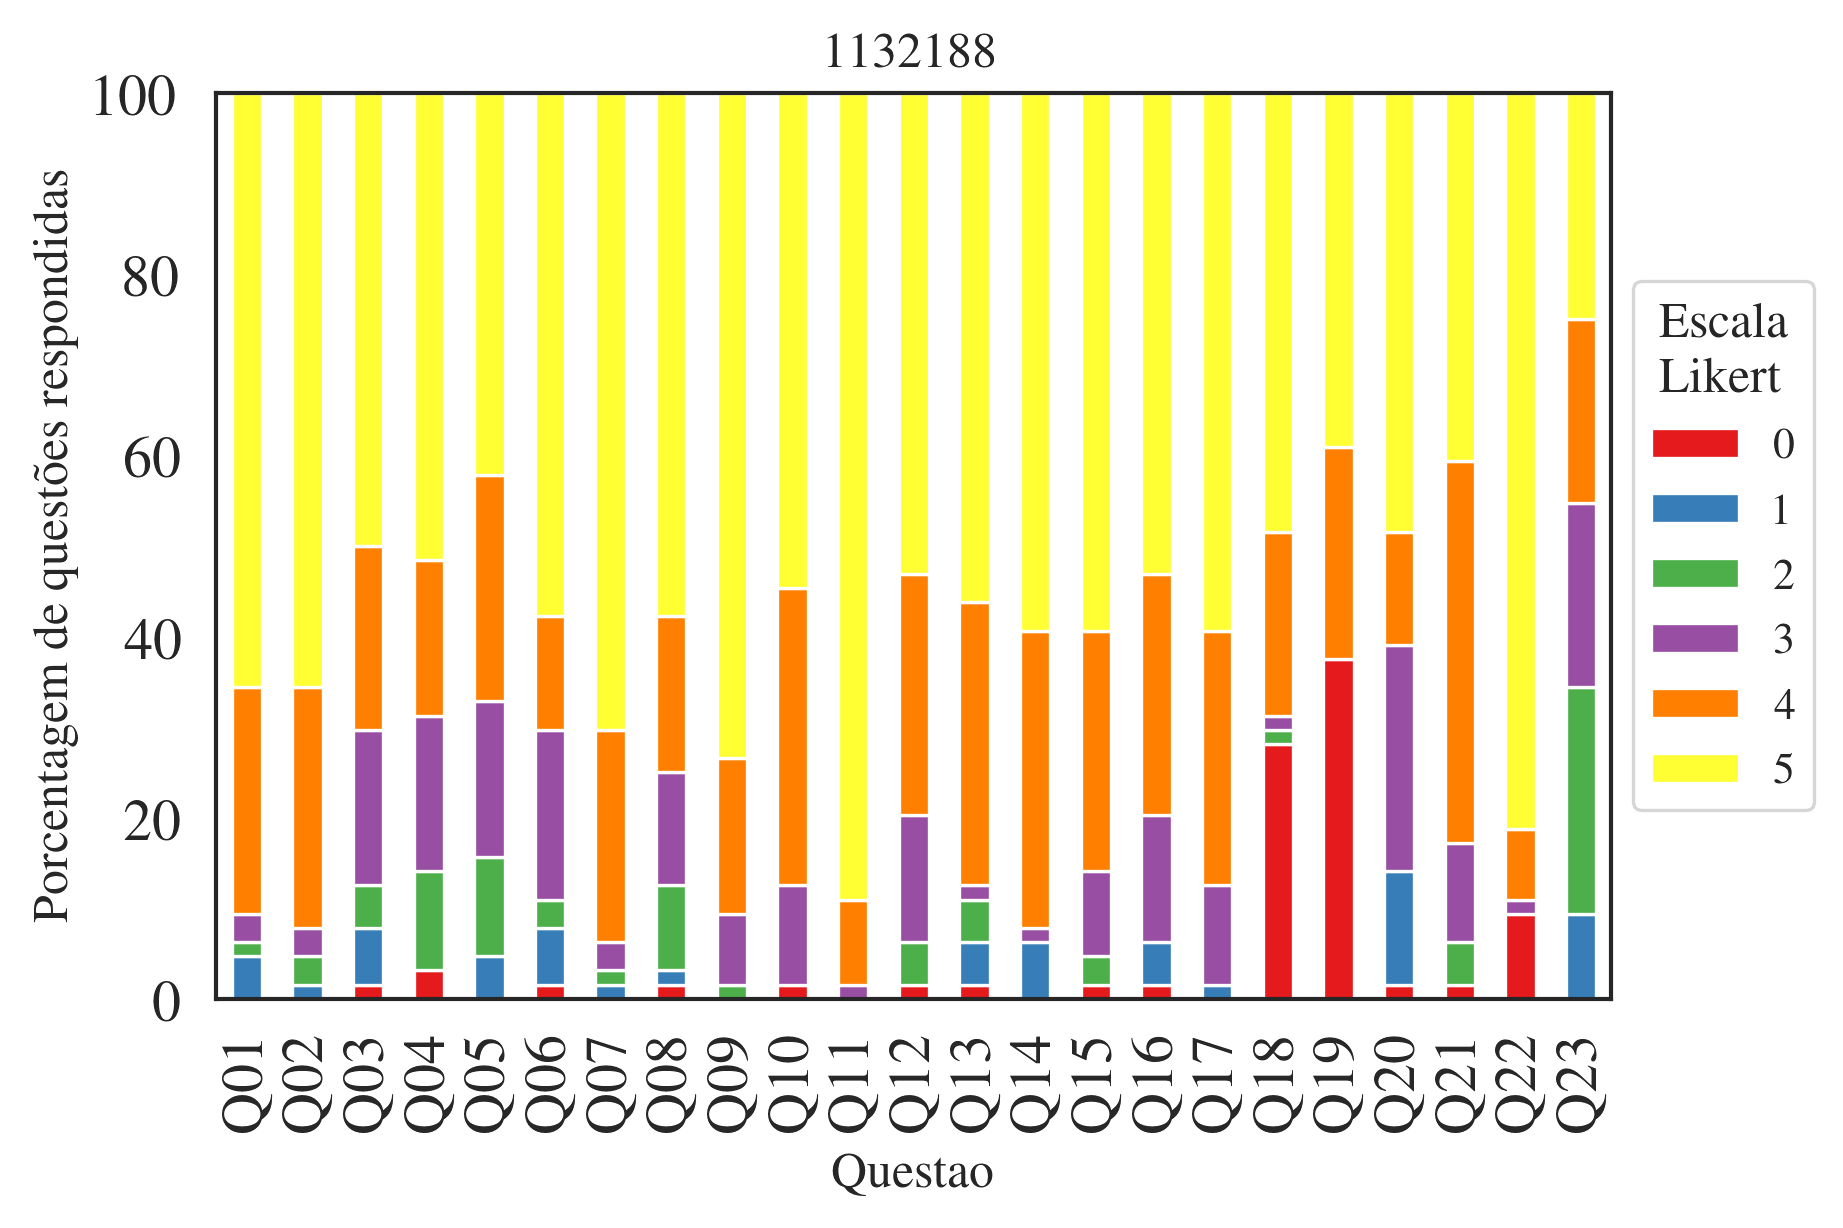 1132188
Porcentagem de questões respondidas
100
80
60
40
20
0
Q01
Q02
Q03
Q04
Q05
Q06
Q07
Q08
Q09
Q10
Q11
Q12
Q13
Q14
Q15
Q16
Q17
Q18
Q19
Q20
Q21
Q22
Q23
Questao
Escala
Likert
0
1
2
3
4
5